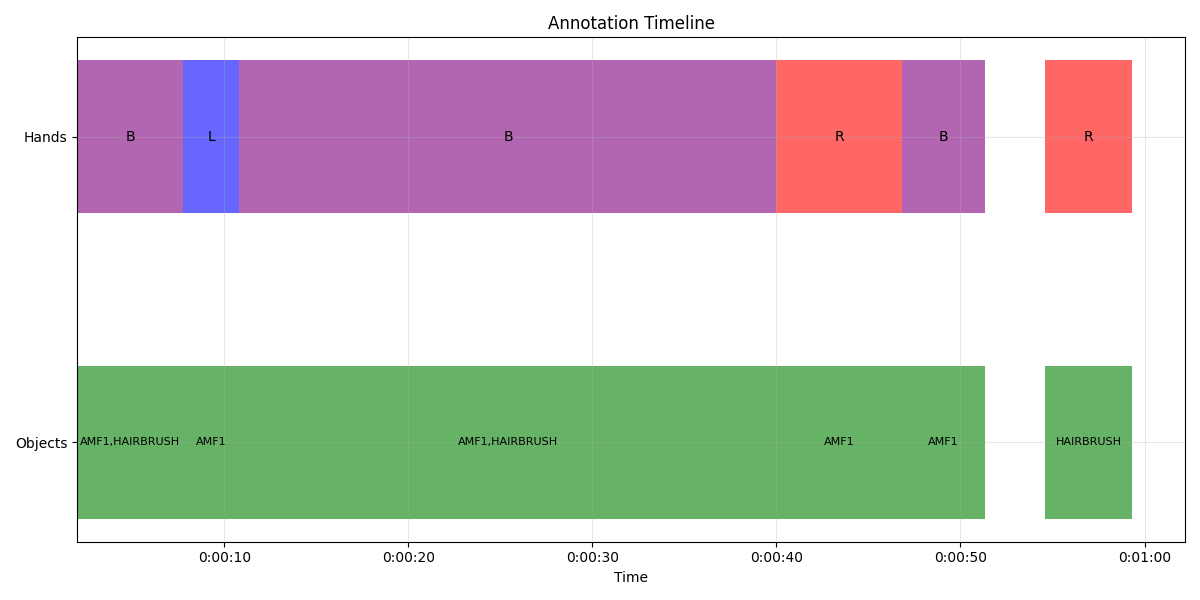 Annotation Timeline
Hands
B L B R B R
Objects
AMF1,HAIRBRUSH AMF1 AMF1,HAIRBRUSH AMF1 AMF1 HAIRBRUSH
0:00:10 0:00:20 0:00:30 0:00:40 0:00:50 0:01:00
Time